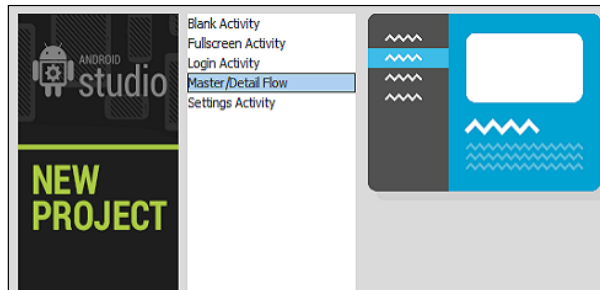 ANDROID
studio
NEW
PROJECT
Blank Activity
Fullscreen Activity
Login Activity
Master/Detail Flow
Settings Activity